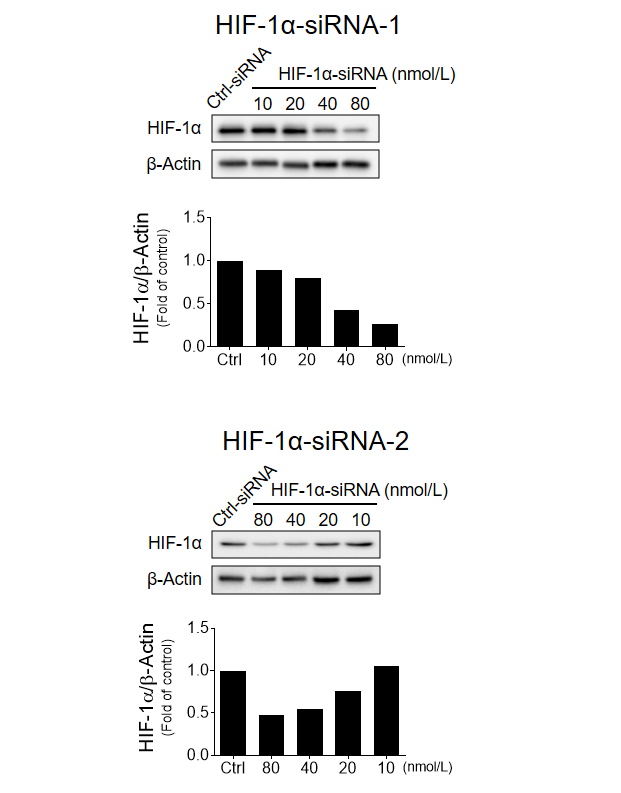 HIF-1α-siRNA-1
Ctrl-siRNA
HIF-1α-siRNA (nmol/L)
10 20 40 80
HIF-1α
β-Actin
HIF-1α/β-Actin
(Fold of control)
1.5
1.0
0.5
0.0
Ctrl 10 20 40 80 (nmol/L)
HIF-1α-siRNA-2
Ctrl-siRNA
HIF-1α-siRNA (nmol/L)
80 40 20 10
HIF-1α
β-Actin
HIF-1α/β-Actin
(Fold of control)
1.5
1.0
0.5
0.0
Ctrl 80 40 20 10 (nmol/L)